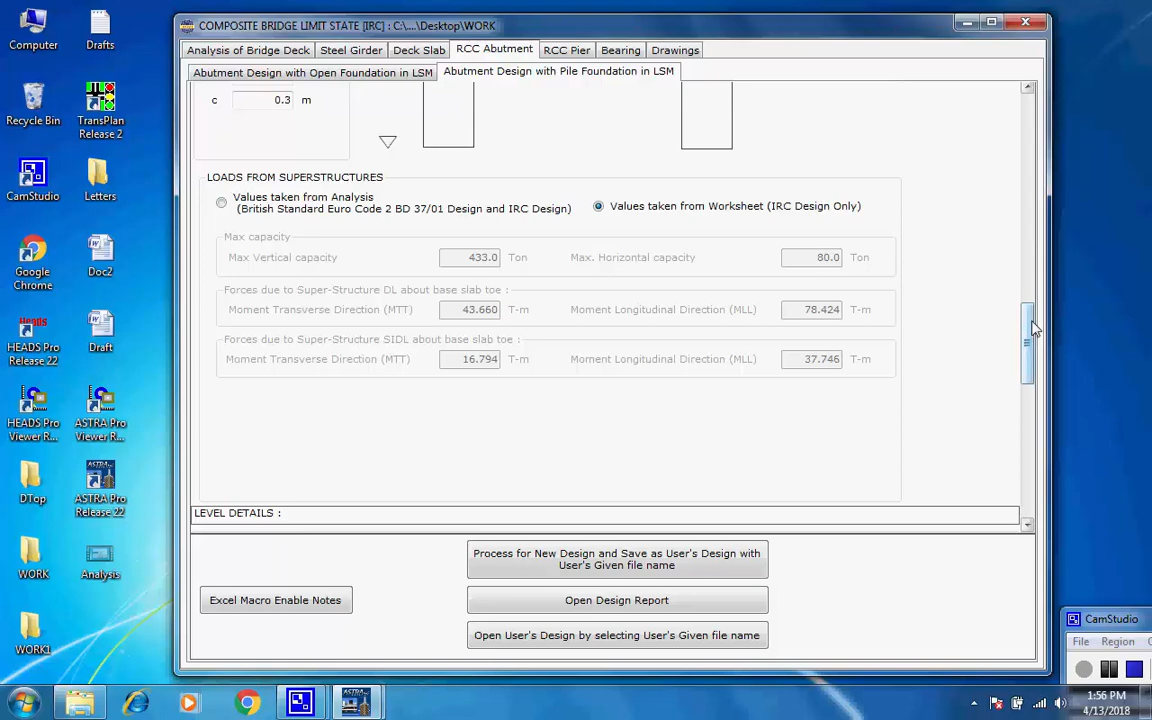 COMPOSITE BRIDGE LIMIT STATE [IRC] : C:\...\Desktop\WORK
Analysis of Bridge Deck Steel Girder Deck Slab RCC Abutment RCC Pier Bearing Drawings
Abutment Design with Open Foundation in LSM Abutment Design with Pile Foundation in LSM
c 0.3 m
LOADS FROM SUPERSTRUCTURES
Values taken from Analysis
(British Standard Euro Code 2 BD 37/01 Design and IRC Design)
Values taken from Worksheet (IRC Design Only)
Max capacity
Max Vertical capacity 433.0 Ton Max. Horizontal capacity 80.0 Ton
Forces due to Super-Structure DL about base slab toe :
Moment Transverse Direction (MTT) 43.660 T-m Moment Longitudinal Direction (MLL) 78.424 T-m
Forces due to Super-Structure SIDL about base slab toe :
Moment Transverse Direction (MTT) 16.794 T-m Moment Longitudinal Direction (MLL) 37.746 T-m
LEVEL DETAILS :
Process for New Design and Save as User's Design with
User's Given file name
Excel Macro Enable Notes
Open Design Report
Open User's Design by selecting User's Given file name
Computer
Drafts
Recycle Bin
TransPlan
Release 2
CamStudio
Letters
Google
Chrome
Doc2
Heads
HEADS Pro
Release 22
Draft
HEADS Pro
Viewer R...
ASTRA Pro
Viewer R...
DTop
ASTRA
ASTRA Pro
Release 22
WORK
Analysis
WORK1
CamStudio
File Region
ASTRA
1:56 PM
4/13/2018